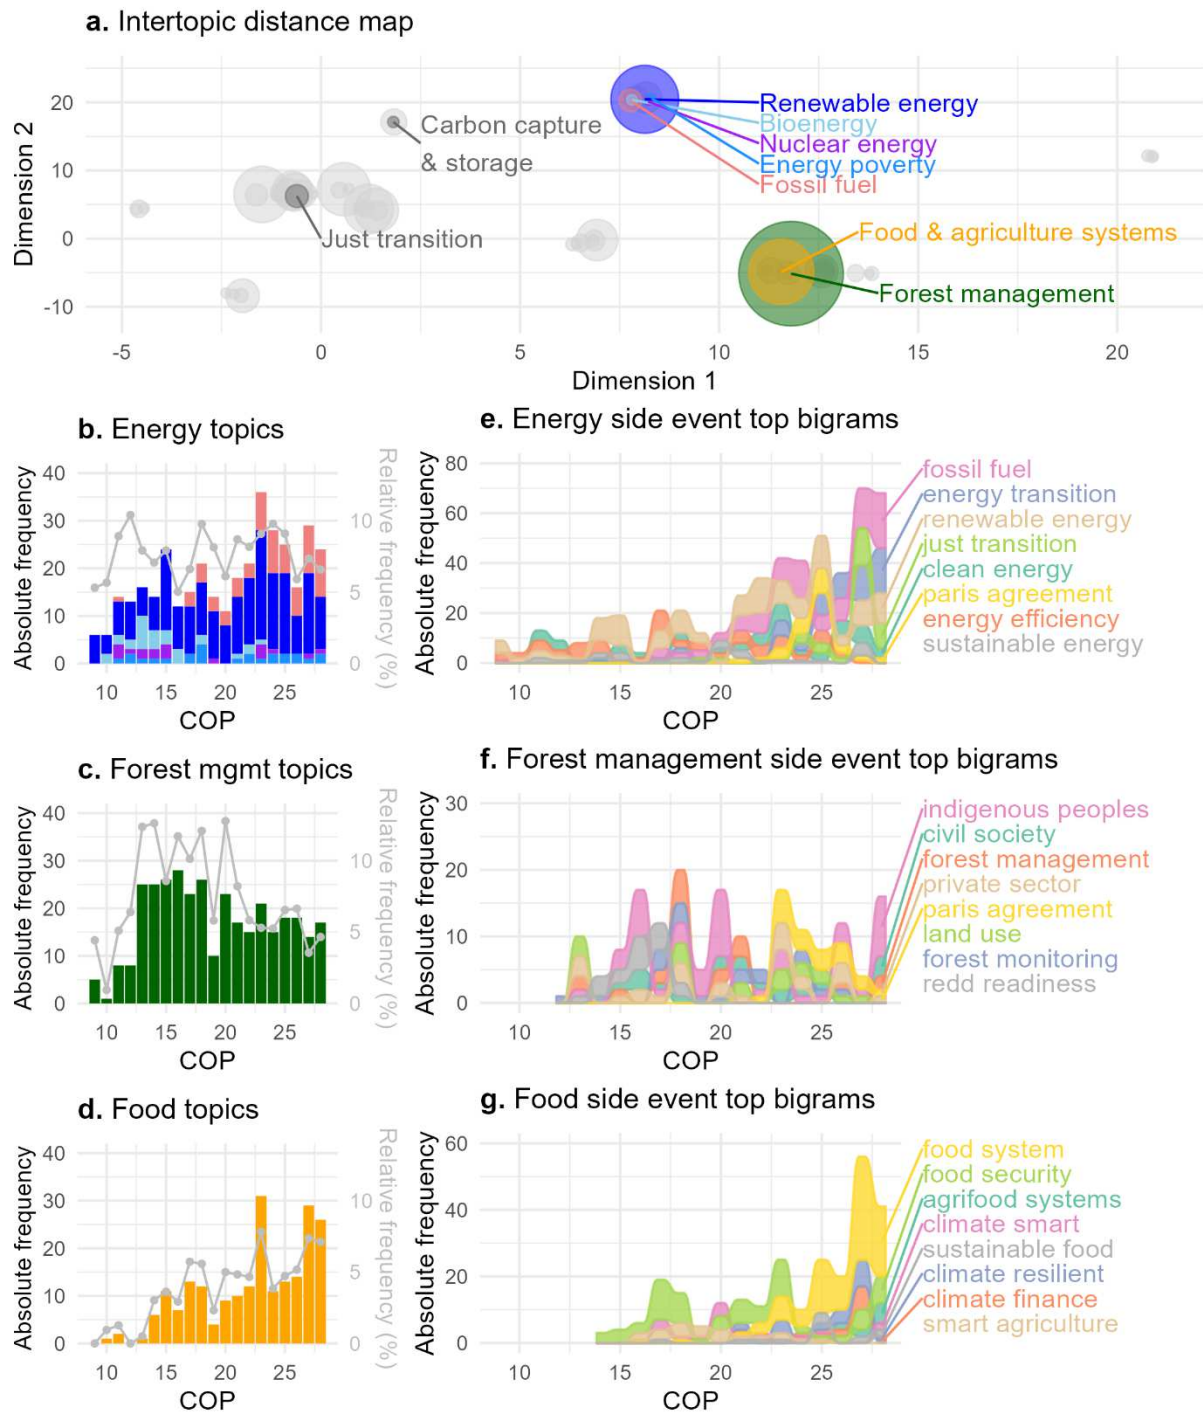 a. Intertopic distance map
Dimension 2
20
10
0
-10
Renewable energy
Bioenergy
Nuclear energy
Energy poverty
Fossil fuel
Carbon capture
& storage
Just transition
Food & agriculture systems
Forest management
-5
0
5
10
15
20
Dimension 1
b. Energy topics
Absolute frequency
40
30
20
10
0
Relative
frequency (%)
10
5
0
10
15
20
25
COP
e. Energy side event top bigrams
Absolute frequency
80
60
40
20
0
10
15
20
25
COP
fossil fuel
energy transition
renewable energy
just transition
clean energy
paris agreement
energy efficiency
sustainable energy
c. Forest mgmt topics
Absolute frequency
40
30
20
10
0
Relative
frequency (%)
10
5
0
10
15
20
25
COP
f. Forest management side event top bigrams
Absolute frequency
30
20
10
0
10
15
20
25
COP
indigenous peoples
civil society
forest management
private sector
paris agreement
land use
forest monitoring
redd readiness
d. Food topics
Absolute frequency
40
30
20
10
0
Relative
frequency (%)
10
5
0
10
15
20
25
COP
g. Food side event top bigrams
Absolute frequency
60
40
20
0
10
15
20
25
COP
food system
food security
agrifood systems
climate smart
sustainable food
climate resilient
climate finance
smart agriculture